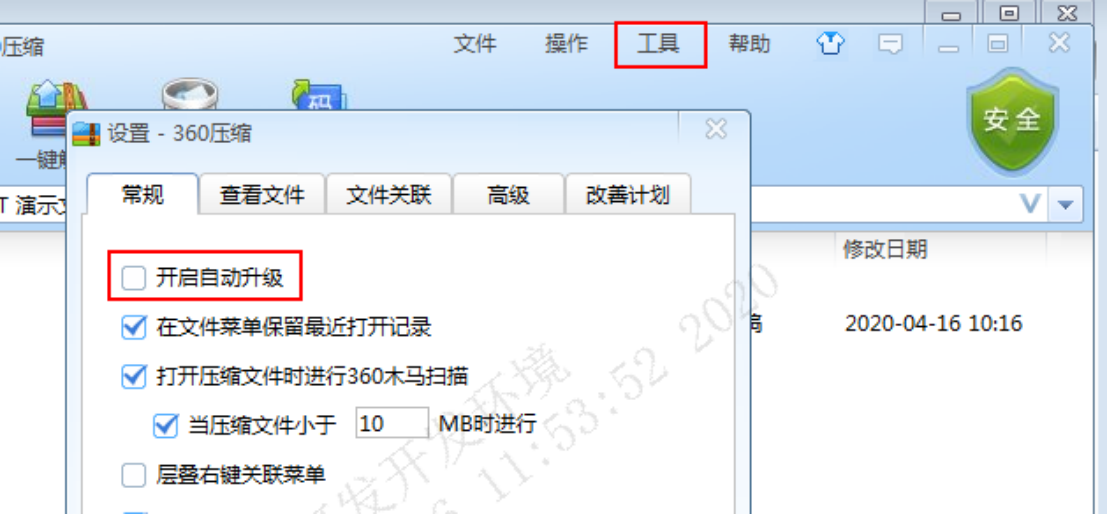 压缩
文件 操作 工具 帮助
码
安全
一键解
设置 - 360压缩
常规 查看文件 文件关联 高级 改善计划
T 演示文
修改日期
开启自动升级
在文件菜单保留最近打开记录
2020-04-16 10:16
打开压缩文件时进行360木马扫描
当压缩文件小于 10 MB时进行
层叠右键关联菜单
发开发环境
6 11:53:52 2020